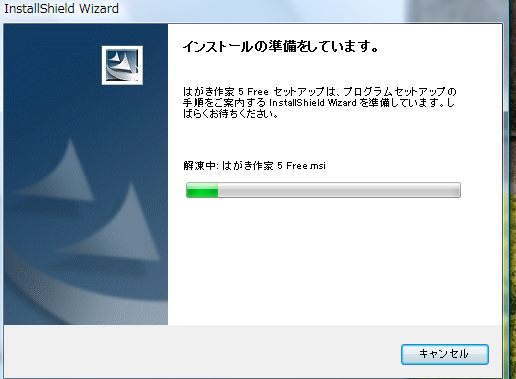 InstallShield Wizard
インストールの準備をしています。
はがき作家 5 Free セットアップは、プログラム セットアップの
手順をご案内する InstallShield Wizard を準備しています。し
ばらくお待ちください。
解凍中: はがき作家 5 Free.msi
キャンセル